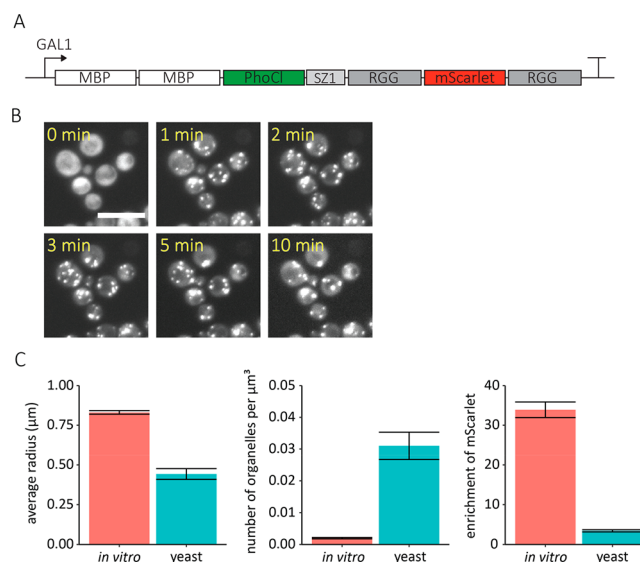 A
GAL1
MBP MBP PhoCl SZ1 RGG mScarlet RGG
B
0 min 1 min 2 min
3 min 5 min 10 min
C
average radius (μm)
1.00
0.75
0.50
0.25
0.00
in vitro yeast
number of organelles per μm³
0.05
0.04
0.03
0.02
0.01
0.00
in vitro yeast
enrichment of mScarlet
40
30
20
10
0
in vitro yeast